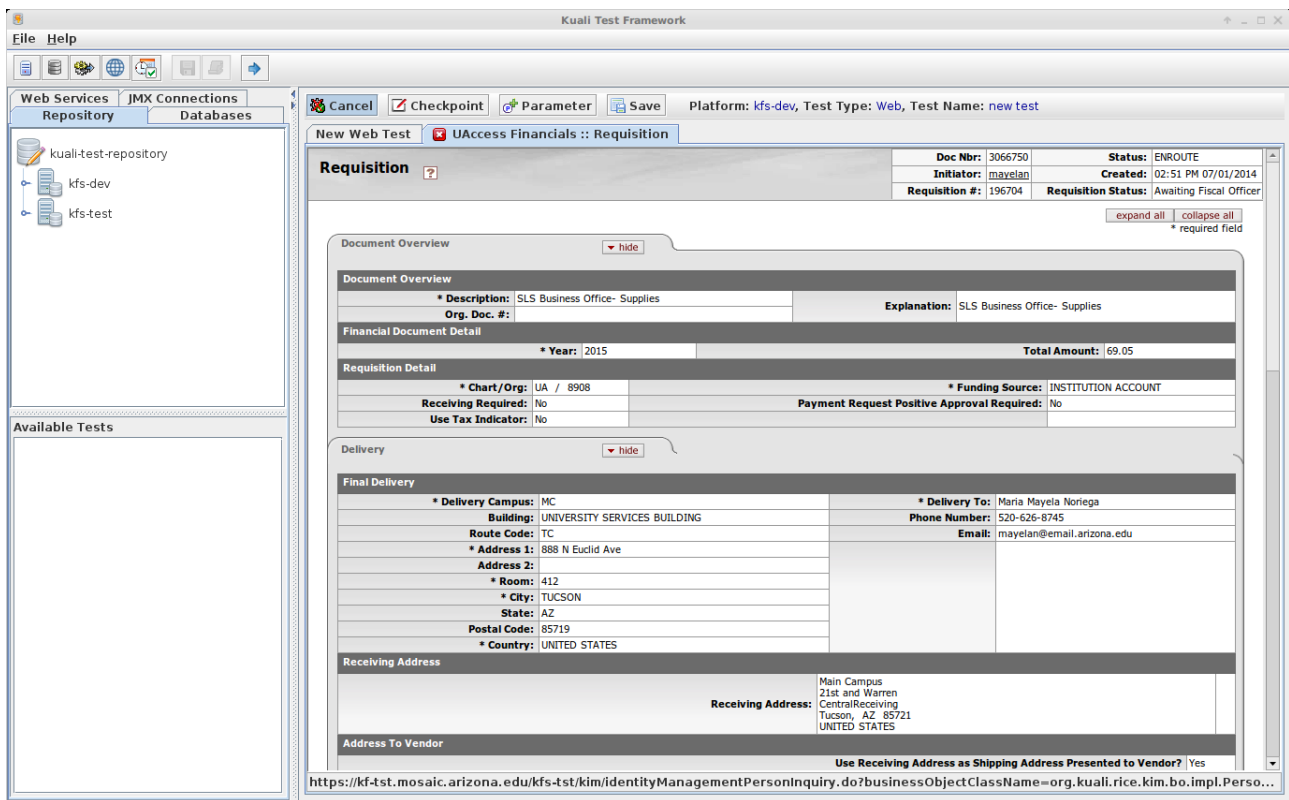 Kuali Test Framework
File Help
Web Services JMX Connections
Repository Databases
kuali-test-repository
kfs-dev
kfs-test
Available Tests
Cancel Checkpoint Parameter Save Platform: kfs-dev, Test Type: Web, Test Name: new test
New Web Test UAccess Financials :: Requisition
Requisition ?
Doc Nbr: 3066750 Status: ENROUTE
Initiator: mayelan Created: 02:51 PM 07/01/2014
Requisition #: 196704 Requisition Status: Awaiting Fiscal Officer
expand all collapse all
* required field
Document Overview hide
Document Overview
* Description: SLS Business Office- Supplies Explanation: SLS Business Office- Supplies
Org. Doc. #:
Financial Document Detail
* Year: 2015 Total Amount: 69.05
Requisition Detail
* Chart/Org: UA / 8908 * Funding Source: INSTITUTION ACCOUNT
Receiving Required: No Payment Request Positive Approval Required: No
Use Tax Indicator: No
Delivery hide
Final Delivery
* Delivery Campus: MC * Delivery To: Maria Mayela Noriega
Building: UNIVERSITY SERVICES BUILDING Phone Number: 520-626-8745
Route Code: TC Email: mayelan@email.arizona.edu
* Address 1: 888 N Euclid Ave
Address 2:
* Room: 412
* City: TUCSON
State: AZ
Postal Code: 85719
* Country: UNITED STATES
Receiving Address
Receiving Address: Main Campus
21st and Warren
CentralReceiving
Tucson, AZ 85721
UNITED STATES
Address To Vendor
Use Receiving Address as Shipping Address Presented to Vendor? Yes
https://kf-tst.mosaic.arizona.edu/kfs-tst/kim/identityManagementPersonInquiry.do?businessObjectClassName=org.kuali.rice.kim.bo.impl.Perso...